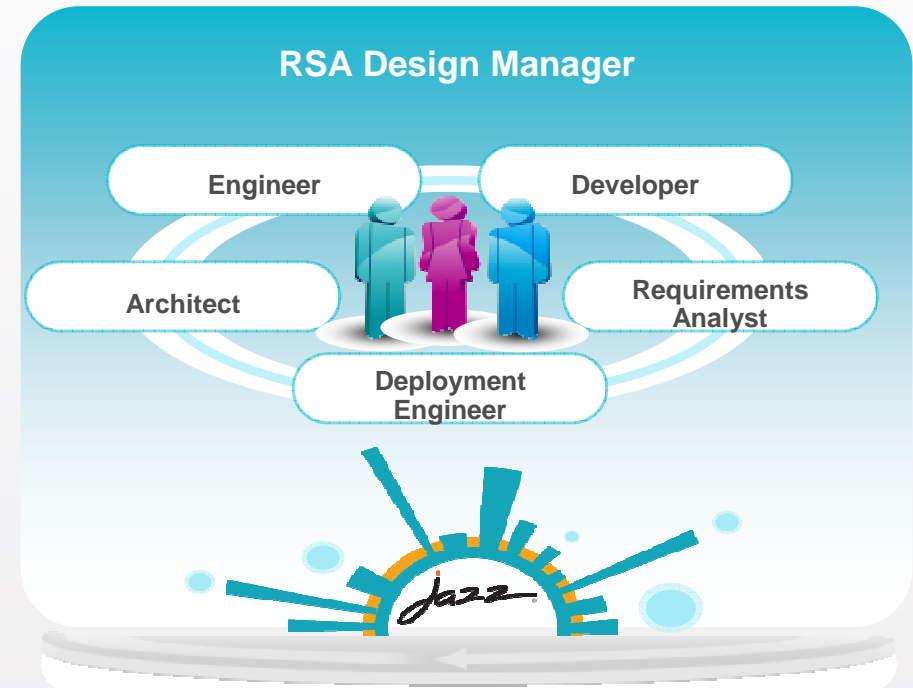 RSA Design Manager
Engineer
Developer
Architect
Requirements
Analyst
Deployment
Engineer
jazz